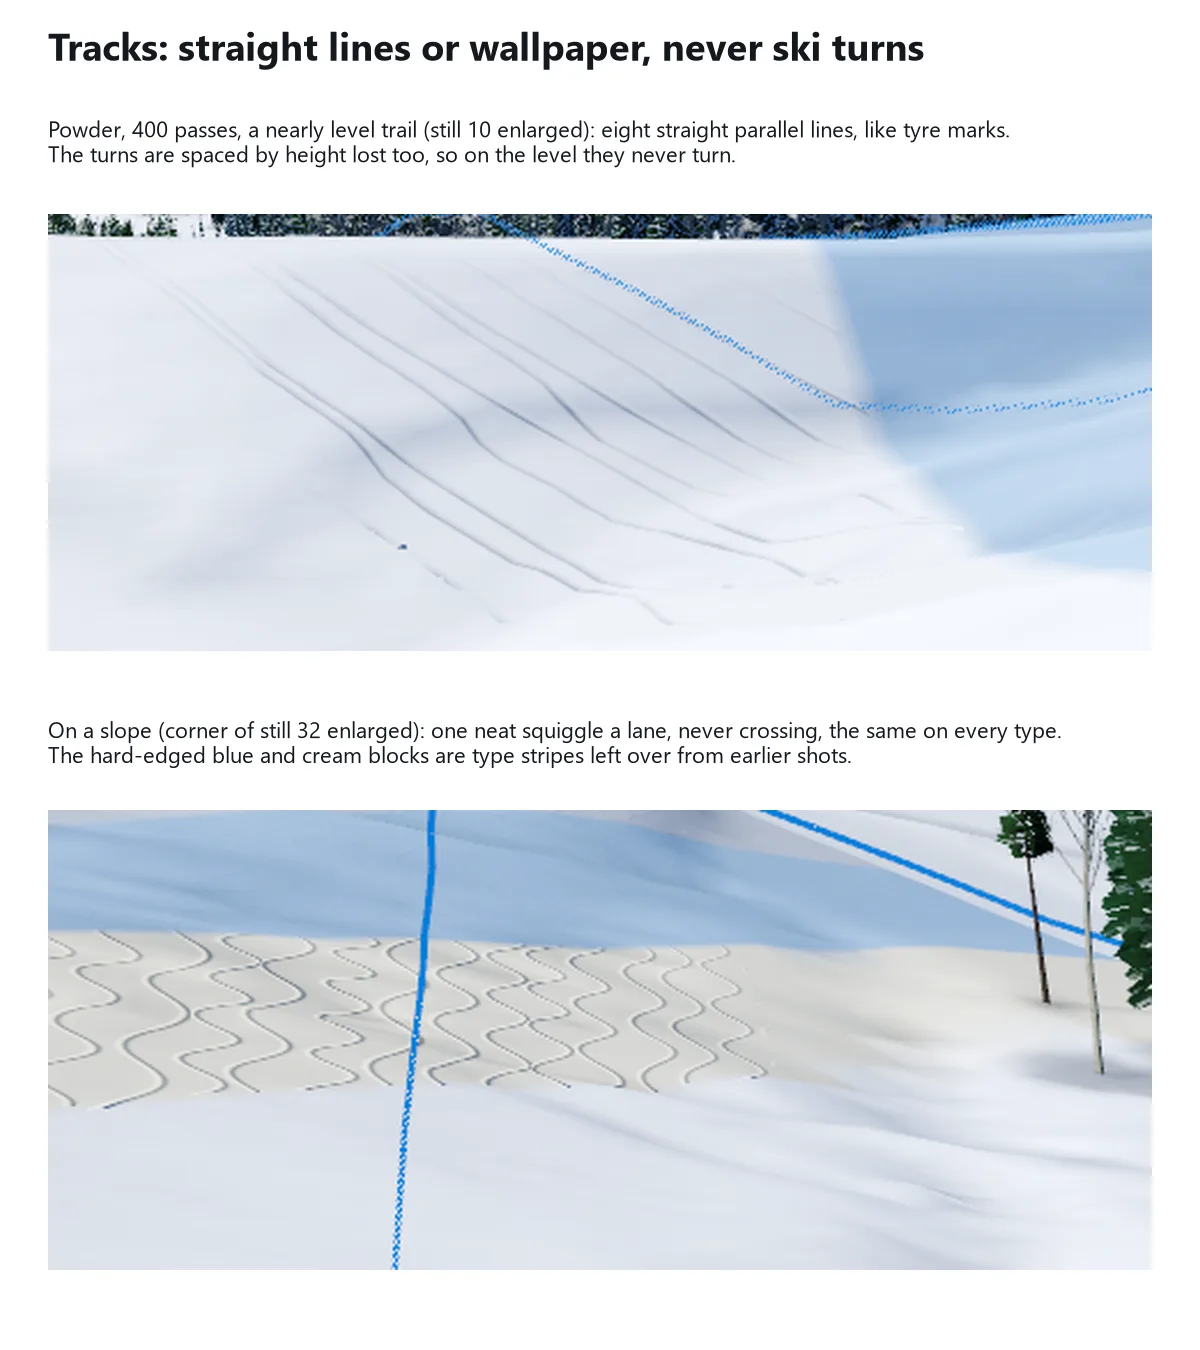 Tracks: straight lines or wallpaper, never ski turns
Powder, 400 passes, a nearly level trail (still 10 enlarged): eight straight parallel lines, like tyre marks.
The turns are spaced by height lost too, so on the level they never turn.
On a slope (corner of still 32 enlarged): one neat squiggle a lane, never crossing, the same on every type.
The hard-edged blue and cream blocks are type stripes left over from earlier shots.